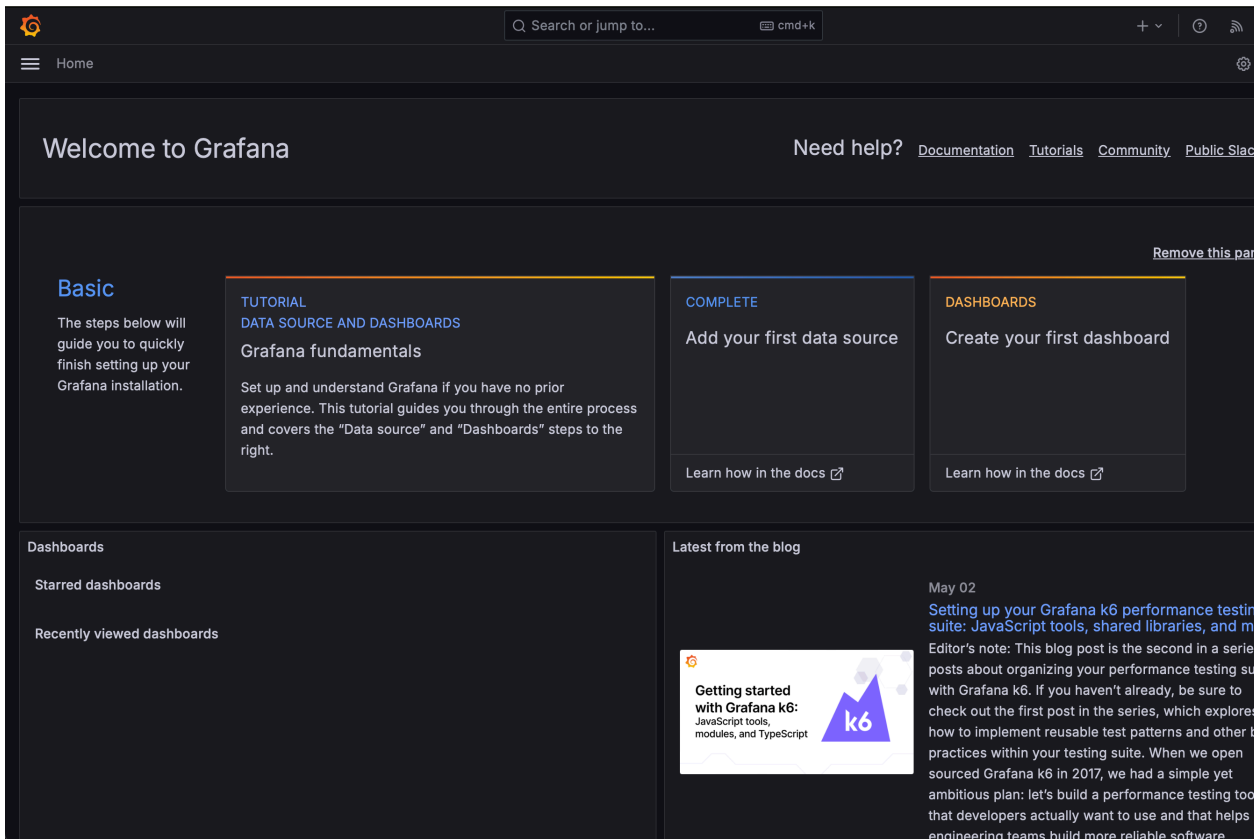 Search or jump to...
cmd+k
Home
Welcome to Grafana
Need help?
Documentation
Tutorials
Community
Public
Remove this
Basic
The steps below will
guide you to quickly
finish setting up your
Grafana installation.
TUTORIAL
DATA SOURCE AND DASHBOARDS
Grafana fundamentals
Set up and understand Grafana if you have no prior
experience. This tutorial guides you through the entire process
and covers the “Data source” and “Dashboards” steps to the
right.
COMPLETE
Add your first data source
Learn how in the docs
DASHBOARDS
Create your first dashboard
Learn how in the docs
Dashboards
Starred dashboards
Recently viewed dashboards
Latest from the blog
Getting started
with Grafana k6:
JavaScript tools,
modules, and TypeScript
k6
May 02
Setting up your Grafana k6 performance
suite: JavaScript tools, shared libraries, and
Editor’s note: This blog post is the second in a
posts about organizing your performance testing
with Grafana k6. If you haven’t already, be sure to
check out the first post in the series, which
how to implement reusable test patterns and other
practices within your testing suite. When we open
sourced Grafana k6 in 2017, we had a simple yet
ambitious plan: let’s build a performance testing
that developers actually want to use and that helps
engineering teams build more reliable software